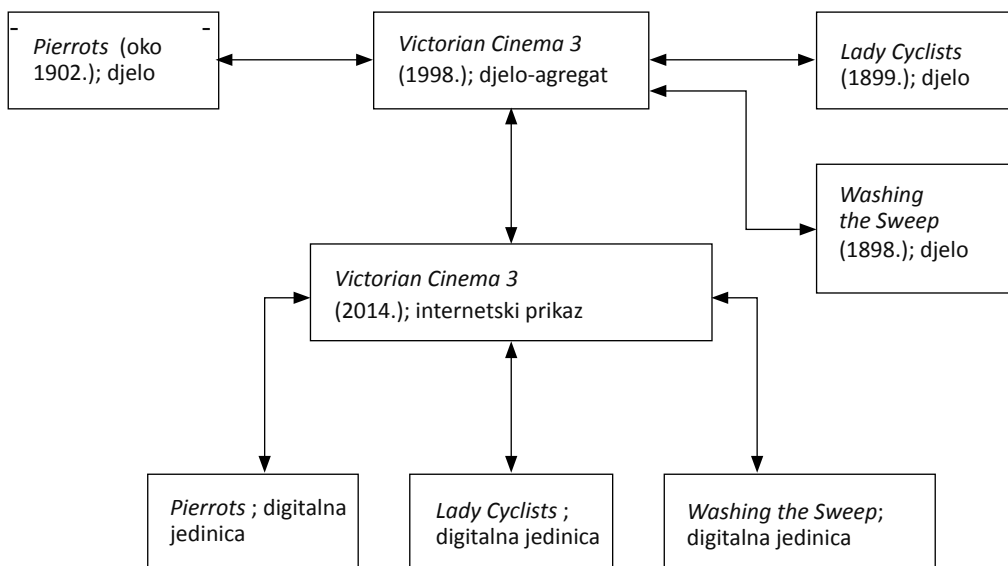 Pierrots (oko
1902.); djelo
Victorian Cinema 3
(1998.); djelo-agregat
Lady Cyclists
(1899.); djelo
Washing
the Sweep
(1898.); djelo
Victorian Cinema 3
(2014.); internetski prikaz
Pierrots ; digitalna
jedinica
Lady Cyclists ;
digitalna jedinica
Washing the Sweep;
digitalna jedinica